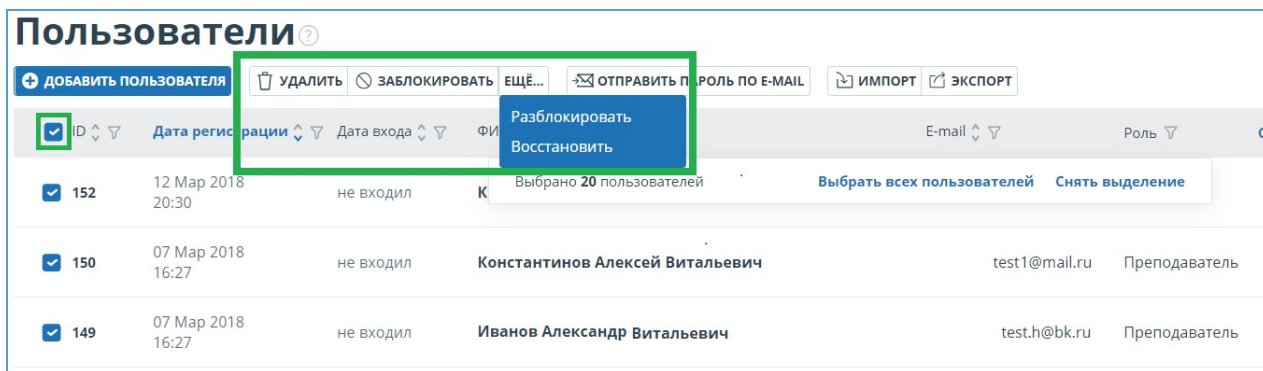 Пользователи ?
ДОБАВИТЬ ПОЛЬЗОВАТЕЛЯ УДАЛИТЬ ЗАБЛОКИРОВАТЬ ЕЩЁ... ОТПРАВИТЬ ПАРОЛЬ ПО E-MAIL ИМПОРТ ЭКСПОРТ
Разблокировать
Восстановить
ID Дата регистрации Дата входа E-mail Роль
Выбрано 20 пользователей Выбрать всех пользователей Снять выделение
152 12 Мар 2018 20:30 не входил К
150 07 Мар 2018 16:27 не входил Константинов Алексей Витальевич test1@mail.ru Преподаватель
149 07 Мар 2018 16:27 не входил Иванов Александр Витальевич test.h@bk.ru Преподаватель